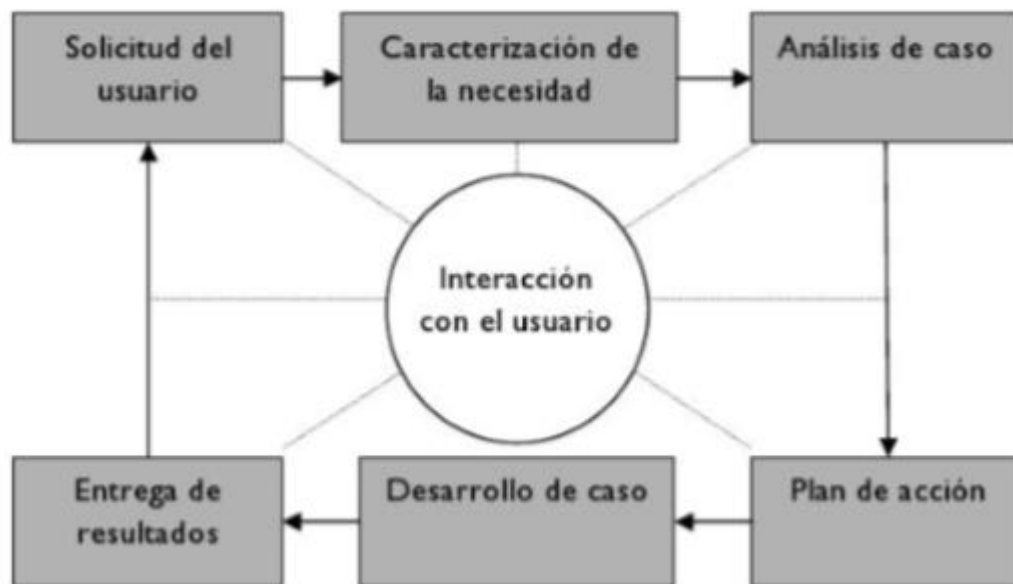 Solicitud del
usuario
Caracterización de
la necesidad
Análisis de caso
Interacción
con el usuario
Entrega de
resultados
Desarrollo de caso
Plan de acción